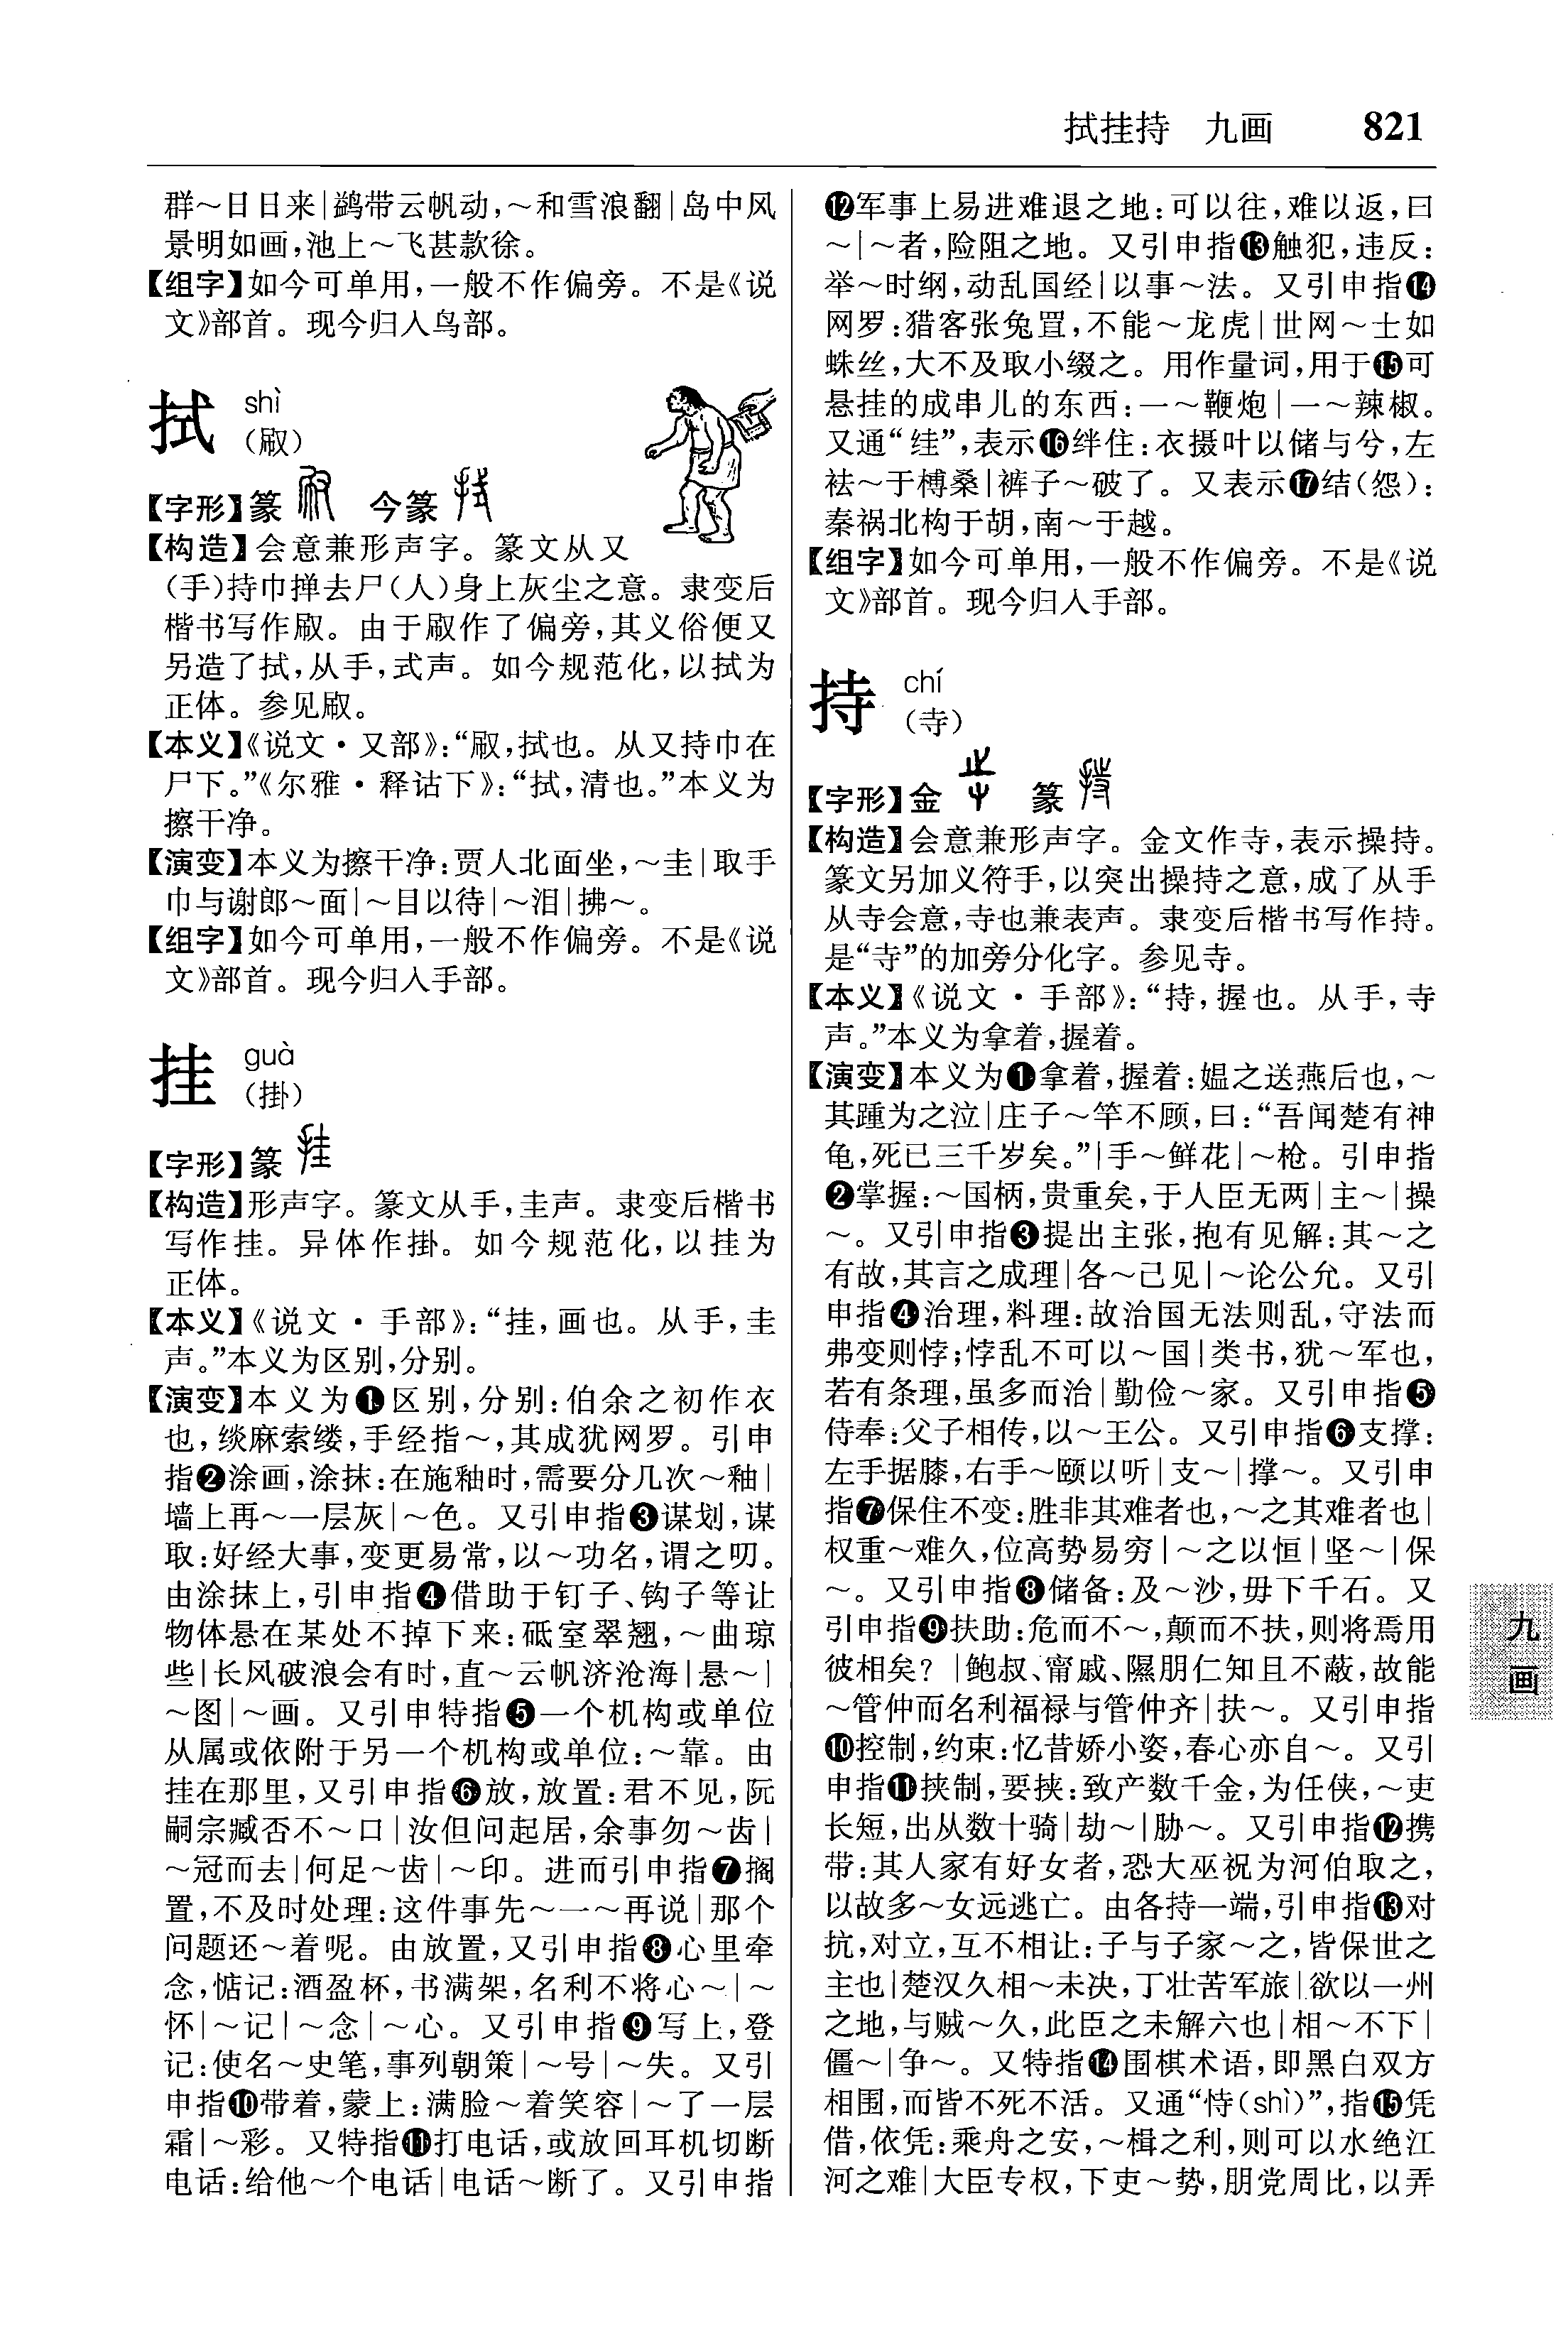 拭挂持　九画　821
群～日日来|鹢带云帆动,～和雪浪翻|岛中风
景明如画,池上～飞甚款徐。
【组字】如今可单用,一般不作偏旁。不是《说
文》部首。现今归入鸟部。
拭 shì
(㕞)
【字形】篆　今篆
【构造】会意兼形声字。篆文从又
(手)持巾掸去尸(人)身上灰尘之意。隶变后
楷书写作㕞。由于㕞作了偏旁,其义俗便又
另造了拭,从手,式声。如今规范化,以拭为
正体。参见㕞。
【本义】《说文·又部》:“㕞,拭也。从又持巾在
尸下。”《尔雅·释诂下》:“拭,清也。”本义为
擦干净。
【演变】本义为擦干净:贾人北面坐,～圭|取手
巾与谢郎～面|～目以待|～泪|拂～。
【组字】如今可单用,一般不作偏旁。不是《说
文》部首。现今归入手部。
挂 guà
(掛)
【字形】篆
【构造】形声字。篆文从手,圭声。隶变后楷书
写作挂。异体作掛。如今规范化,以挂为
正体。
【本义】《说文·手部》:“挂,画也。从手,圭
声。”本义为区别,分别。
【演变】本义为❶区别,分别:伯余之初作衣
也,緂麻索缕,手经指～,其成犹网罗。引申
指❷涂画,涂抹:在施釉时,需要分几次～釉|
墙上再～一层灰|～色。又引申指❸谋划,谋
取:好经大事,变更易常,以～功名,谓之叨。
由涂抹上,引申指❹借助于钉子、钩子等让
物体悬在某处不掉下来:砥室翠翘,～曲琼
些|长风破浪会有时,直～云帆济沧海|悬～|
～图|～画。又引申特指❺一个机构或单位
从属或依附于另一个机构或单位:～靠。由
挂在那里,又引申指❻放,放置:君不见,阮
嗣宗臧否不～口|汝但问起居,余事勿～齿|
～冠而去|何足～齿|～印。进而引申指❼搁
置,不及时处理:这件事先～一～再说|那个
问题还～着呢。由放置,又引申指❽心里牵
念,惦记:酒盈杯,书满架,名利不将心～|～
怀|～记|～念|～心。又引申指❾写上,登
记:使名～史笔,事列朝策|～号|～失。又引
申指❿带着,蒙上:满脸～着笑容|～了一层
霜|～彩。又特指⓫打电话,或放回耳机切断
电话:给他～个电话|电话～断了。又引申指
⓬军事上易进难退之地:可以往,难以返,曰
～|～者,险阻之地。又引申指⓭触犯,违反:
举～时纲,动乱国经|以事～法。又引申指⓮
网罗:猎客张兔罝,不能～龙虎|世网～士如
蛛丝,大不及取小缀之。用作量词,用于⓯可
悬挂的成串儿的东西:一～鞭炮|一～辣椒。
又通“絓”,表示⓰绊住:衣摄叶以储与兮,左
袪～于榑桑|裤子～破了。又表示⓱结(怨):
秦祸北构于胡,南～于越。
【组字】如今可单用,一般不作偏旁。不是《说
文》部首。现今归入手部。
持 chí
(寺)
【字形】金　篆
【构造】会意兼形声字。金文作寺,表示操持。
篆文另加义符手,以突出操持之意,成了从手
从寺会意,寺也兼表声。隶变后楷书写作持。
是“寺”的加旁分化字。参见寺。
【本义】《说文·手部》:“持,握也。从手,寺
声。”本义为拿着,握着。
【演变】本义为❶拿着,握着:媪之送燕后也,～
其踵为之泣|庄子～竿不顾,曰:“吾闻楚有神
龟,死已三千岁矣。”|手～鲜花|～枪。引申指
❷掌握:～国柄,贵重矣,于人臣无两|主～|操
～。又引申指❸提出主张,抱有见解:其～之
有故,其言之成理|各～己见|～论公允。又引
申指❹治理,料理:故治国无法则乱,守法而
弗变则悖;悖乱不可以～国|类书,犹～军也,
若有条理,虽多而治|勤俭～家。又引申指❺
侍奉:父子相传,以～王公。又引申指❻支撑:
左手据膝,右手～颐以听|支～|撑～。又引申
指❼保住不变:胜非其难者也,～之其难者也|
权重～难久,位高势易穷|～之以恒|坚～|保
～。又引申指❽储备:及～沙,毋下千石。又
引申指❾扶助:危而不～,颠而不扶,则将焉用
彼相矣?|鲍叔、甯戚、隰朋仁知且不蔽,故能
～管仲而名利福禄与管仲齐|扶～。又引申指
❿控制,约束:忆昔娇小姿,春心亦自～。又引
申指⓫挟制,要挟:致产数千金,为任侠,～吏
长短,出从数十骑|劫～|胁～。又引申指⓬携
带:其人家有好女者,恐大巫祝为河伯取之,
以故多～女远逃亡。由各持一端,引申指⓭对
抗,对立,互不相让:子与子家～之,皆保世之
主也|楚汉久相～未决,丁壮苦军旅|欲以一州
之地,与贼～久,此臣之未解六也|相～不下|
僵～|争～。又特指⓮围棋术语,即黑白双方
相围,而皆不死不活。又通“恃(shì)”,指⓯凭
借,依凭:乘舟之安,～楫之利,则可以水绝江
河之难|大臣专权,下吏～势,朋党周比,以弄
九
画